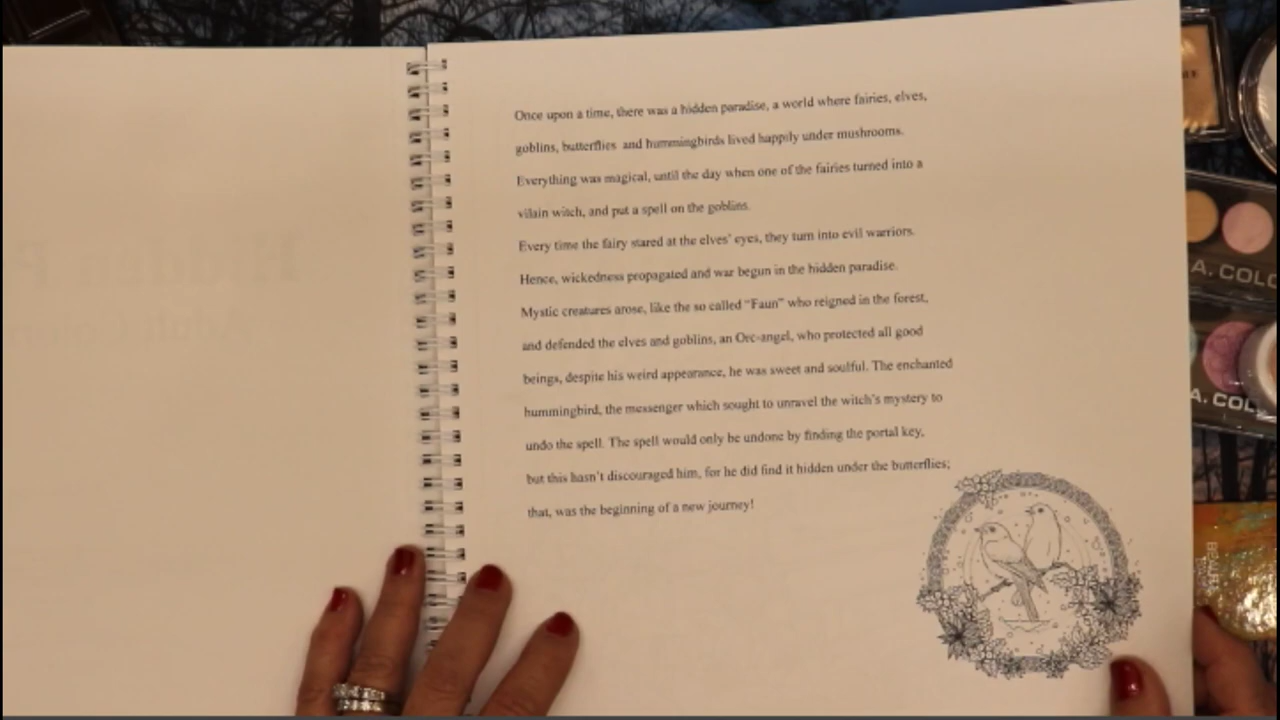 Once upon a time, there was a hidden paradise, a world where fairies, elves,
goblins, butterflies and hummingbirds lived happily under mushrooms.
Everything was magical, until the day when one of the fairies turned into a
vilain witch, and put a spell on the goblins.
Every time the fairy stared at the elves' eyes, they turn into evil warriors.
Hence, wickedness propagated and war begun in the hidden paradise.
Mystic creatures arose, like the so called "Faun" who reigned in the forest,
and defended the elves and goblins, an Orc-angel, who protected all good
beings, despite his weird appearance, he was sweet and soulful. The enchanted
hummingbird, the messenger which sought to unravel the witch's mystery to
undo the spell. The spell would only be undone by finding the portal key,
but this hasn't discouraged him, for he did find it hidden under the butterflies;
that, was the beginning of a new journey!
A. COLO
A. COL